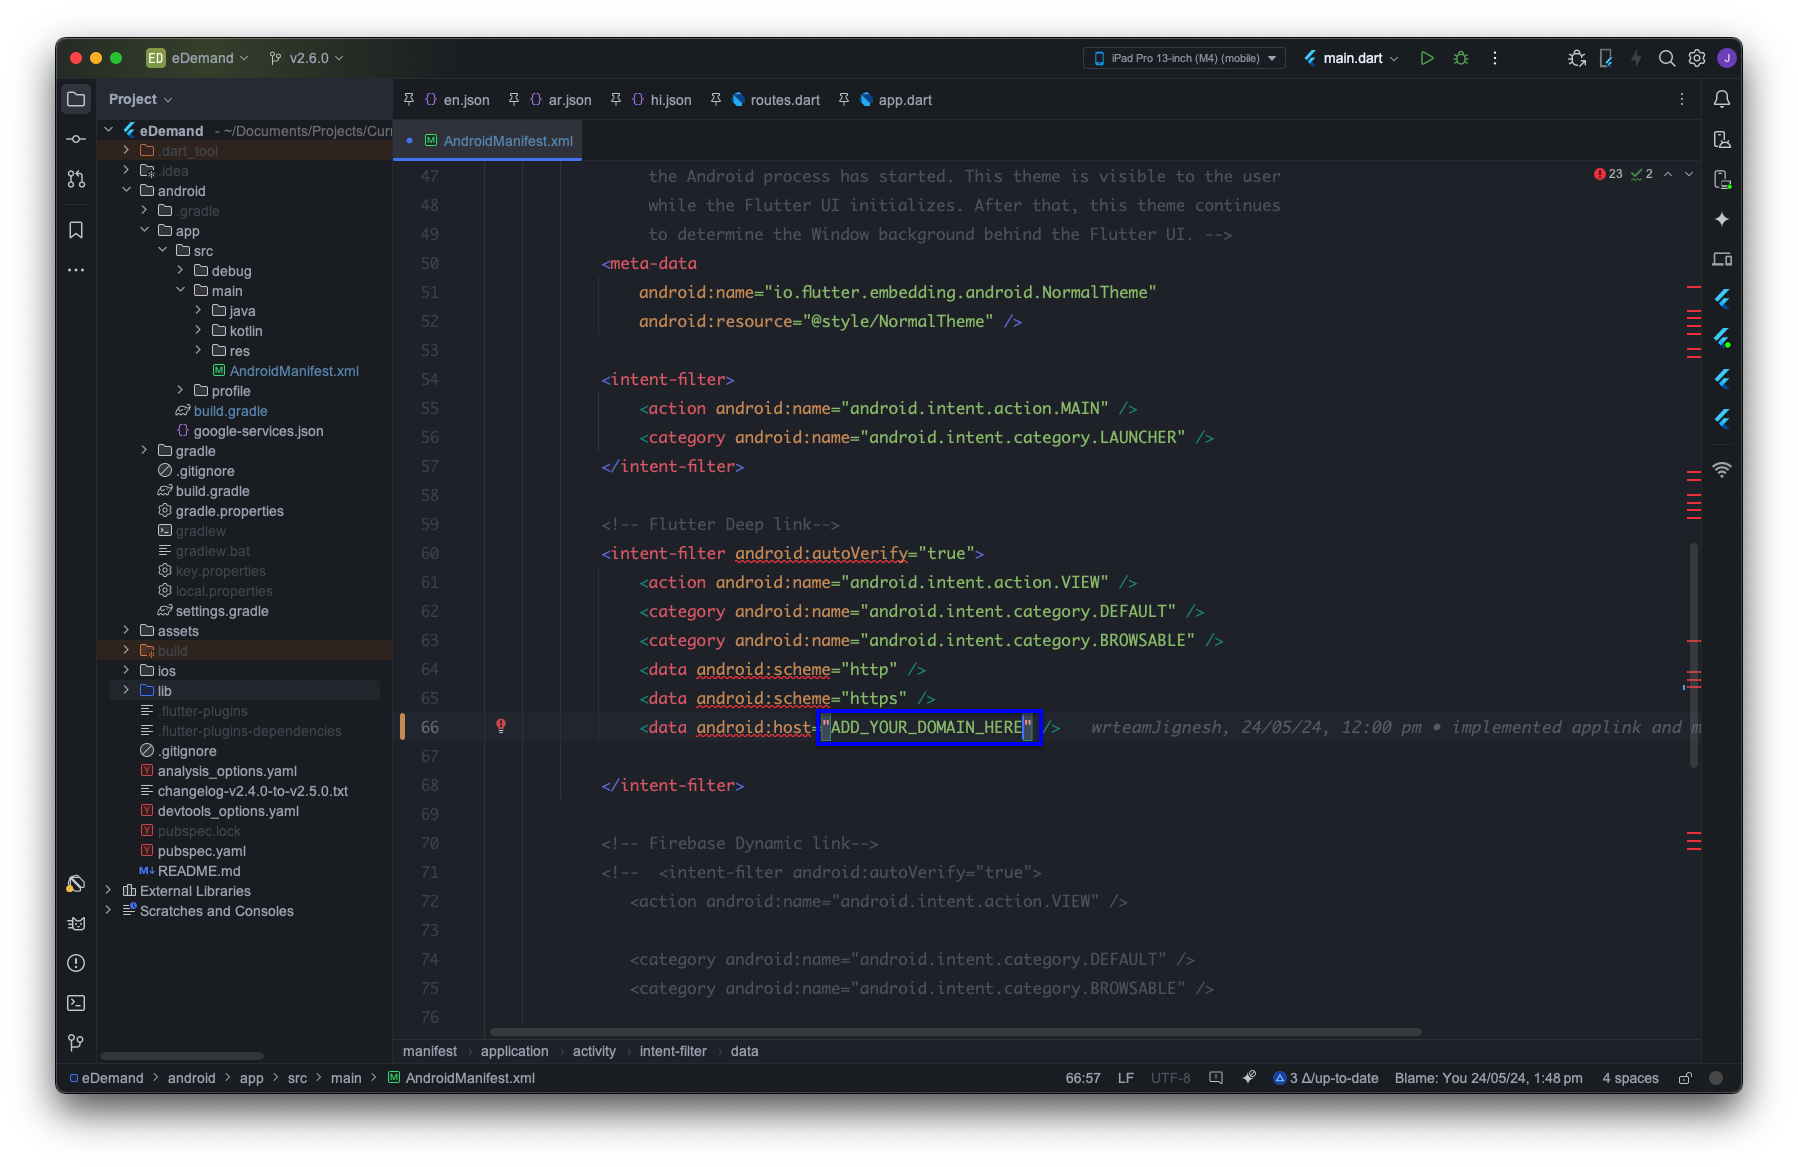 ED eDemand v2.6.0 iPad Pro 13-inch (M4) (mobile) main.dart J
Project
en.json ar.json hi.json routes.dart app.dart
AndroidManifest.xml
eDemand - ~/Documents/Projects/Curr
.dart_tool
.idea
android
.gradle
app
src
debug
main
java
kotlin
res
AndroidManifest.xml
profile
build.gradle
google-services.json
gradle
.gitignore
build.gradle
gradle.properties
gradlew
gradlew.bat
key.properties
local.properties
settings.gradle
assets
build
ios
lib
.flutter-plugins
.flutter-plugins-dependencies
.gitignore
analysis_options.yaml
changelog-v2.4.0-to-v2.5.0.txt
devtools_options.yaml
pubspec.lock
pubspec.yaml
README.md
External Libraries
Scratches and Consoles
23 2
47 the Android process has started. This theme is visible to the user
48 while the Flutter UI initializes. After that, this theme continues
49 to determine the Window background behind the Flutter UI. -->
50 <meta-data
51 android:name="io.flutter.embedding.android.NormalTheme"
52 android:resource="@style/NormalTheme" />
53
54 <intent-filter>
55 <action android:name="android.intent.action.MAIN" />
56 <category android:name="android.intent.category.LAUNCHER" />
57 </intent-filter>
58
59 <!-- Flutter Deep link-->
60 <intent-filter android:autoVerify="true">
61 <action android:name="android.intent.action.VIEW" />
62 <category android:name="android.intent.category.DEFAULT" />
63 <category android:name="android.intent.category.BROWSABLE" />
64 <data android:scheme="http" />
65 <data android:scheme="https" />
66 <data android:host="ADD_YOUR_DOMAIN_HERE" /> wrteamJignesh, 24/05/24, 12:00 pm • implemented applink and m
67
68 </intent-filter>
69
70 <!-- Firebase Dynamic link-->
71 <!-- <intent-filter android:autoVerify="true">
72 <action android:name="android.intent.action.VIEW" />
73
74 <category android:name="android.intent.category.DEFAULT" />
75 <category android:name="android.intent.category.BROWSABLE" />
76
manifest › application › activity › intent-filter › data
eDemand > android > app > src > main > AndroidManifest.xml 66:57 LF UTF-8 3 Δ/up-to-date Blame: You 24/05/24, 1:48 pm 4 spaces